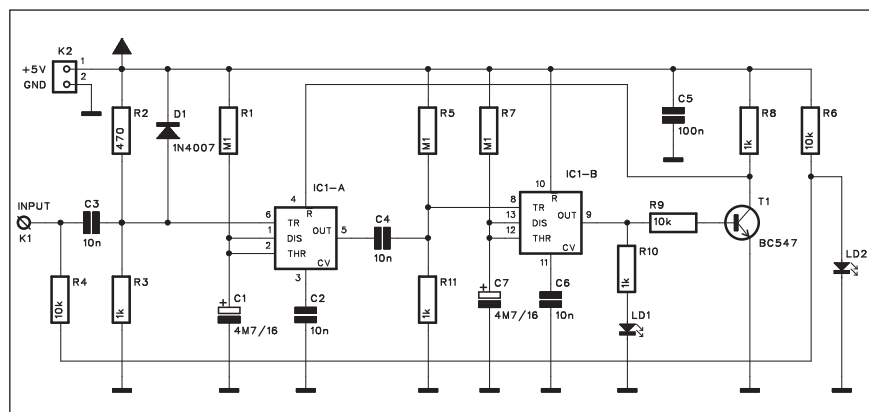 K2
+5V
1
GND
2
R2
470
D1
1N4007
R1
M1
R5
M1
R7
M1
C5
100n
R8
1k
R6
10k
INPUT
K1
C3
10n
IC1-A
4
R
6
TR
1
DIS
2
THR
OUT
5
CV
3
C4
10n
IC1-B
10
R
8
TR
13
DIS
12
THR
OUT
9
CV
11
R9
10k
T1
BC547
R4
10k
R3
1k
+
C1
4M7/16
C2
10n
R11
1k
+
C7
4M7/16
C6
10n
R10
1k
LD1
LD2